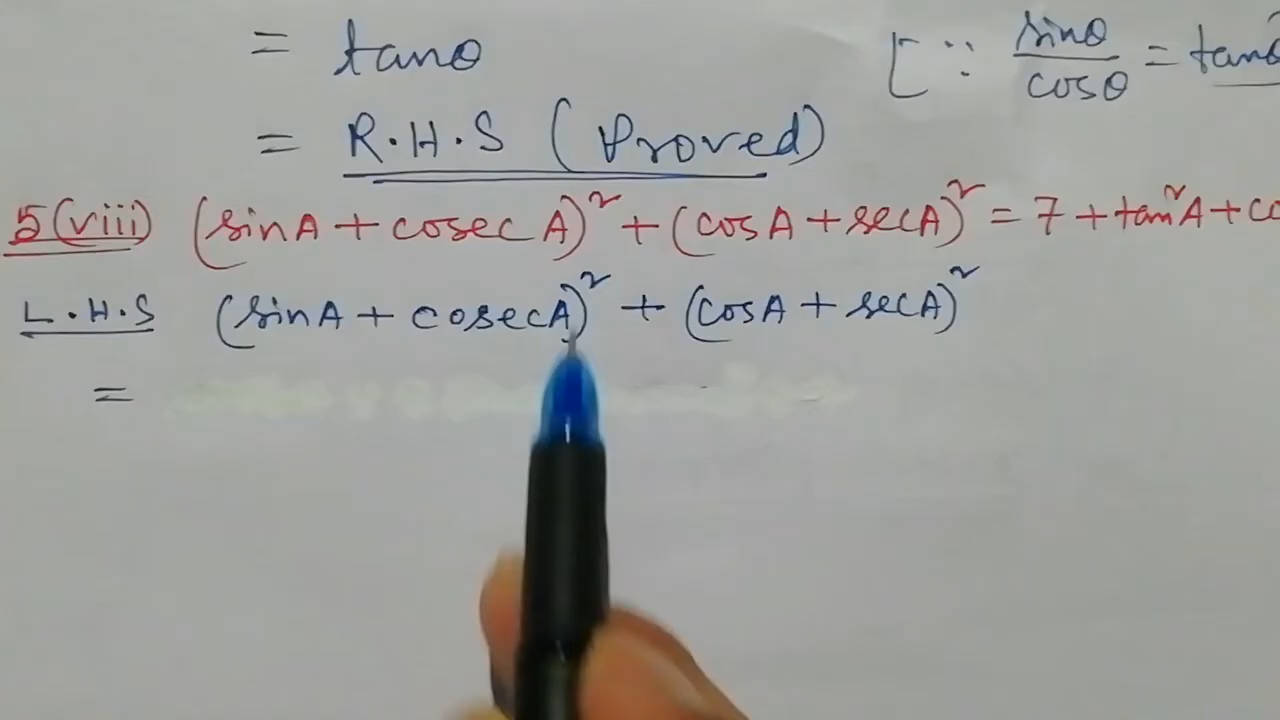 = tanθ [∵ sinθ/cosθ = tanθ
= R.H.S (Proved)
5(viii) (sinA + cosecA)² + (cosA + secA)² = 7 + tan²A + co
L.H.S (sinA + cosecA)² + (cosA + secA)²
=